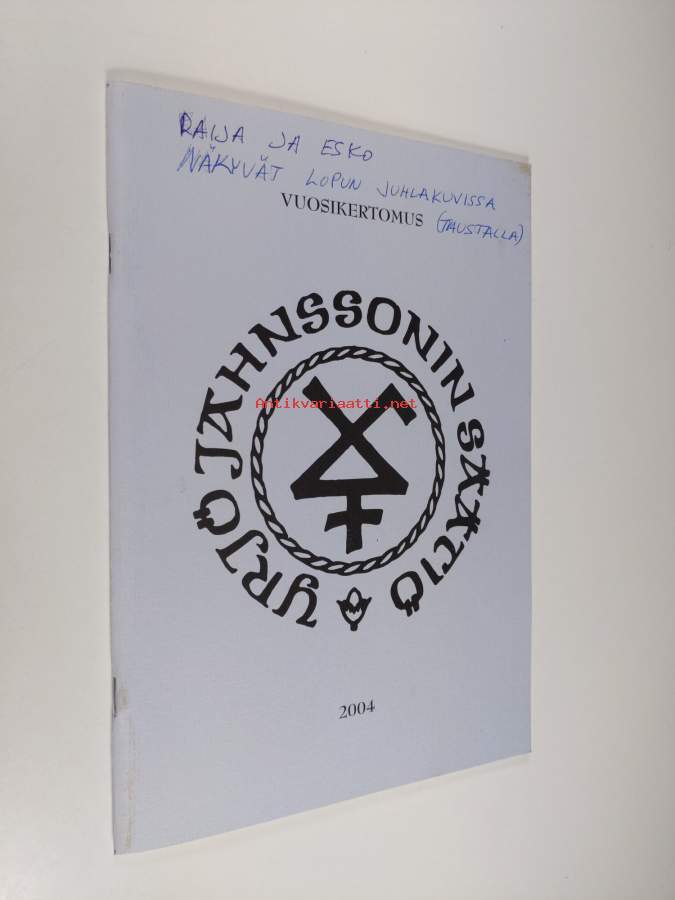 RAIJA JA ESKO
NÄKYVÄT LOPUN JUHLAKUVISSA
(TAUSTALLA)
VUOSIKERTOMUS
YRJÖ JAHNSSONIN SÄÄTIÖ
Antikvariaatti.net
2004